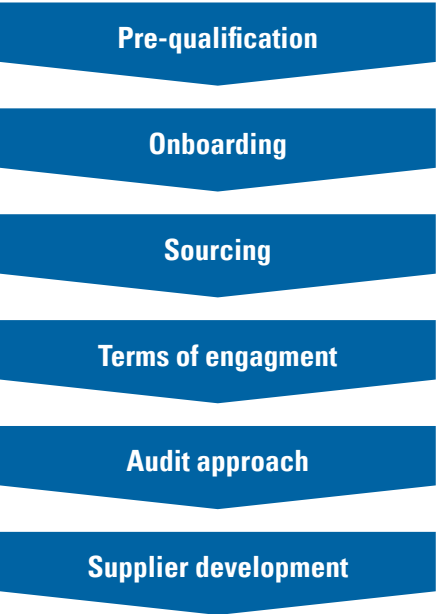 Pre-qualification
Onboarding
Sourcing
Terms of engagment
Audit approach
Supplier development